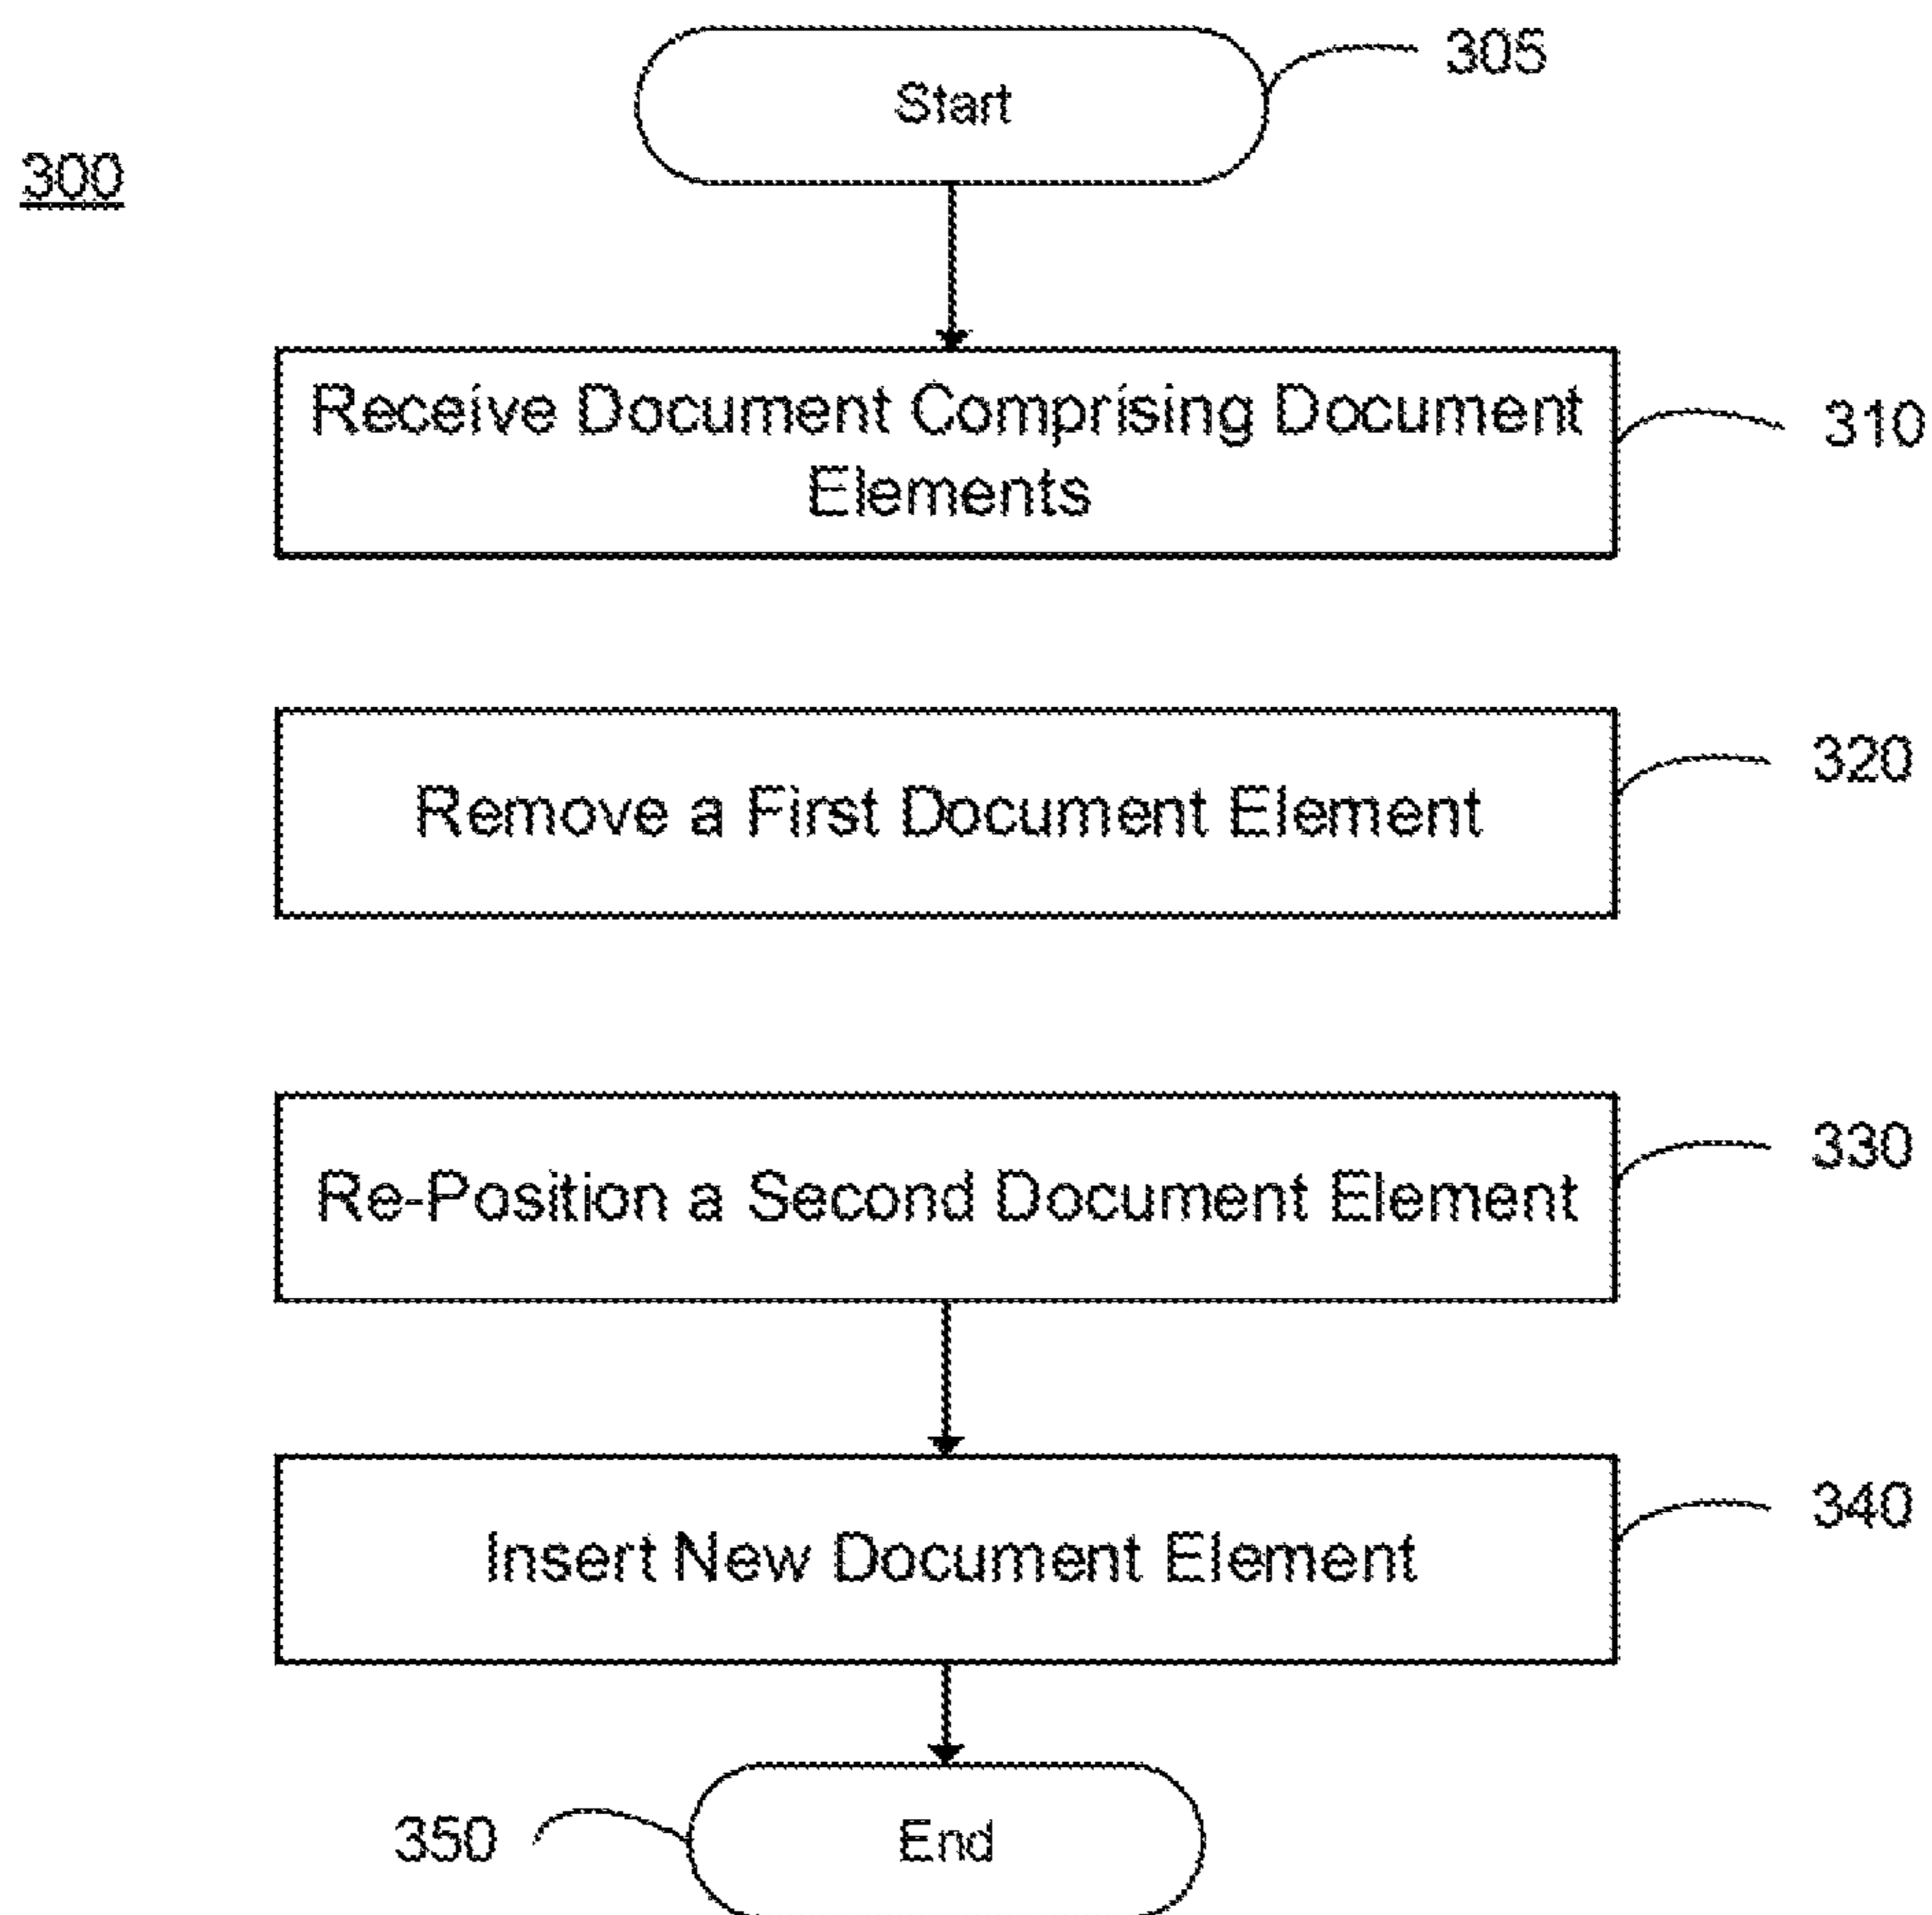 Start
305
300
Receive Document Comprising Document
Elements
310
Remove a First Document Element
320
Re-Position a Second Document Element
330
Insert New Document Element
340
350
End